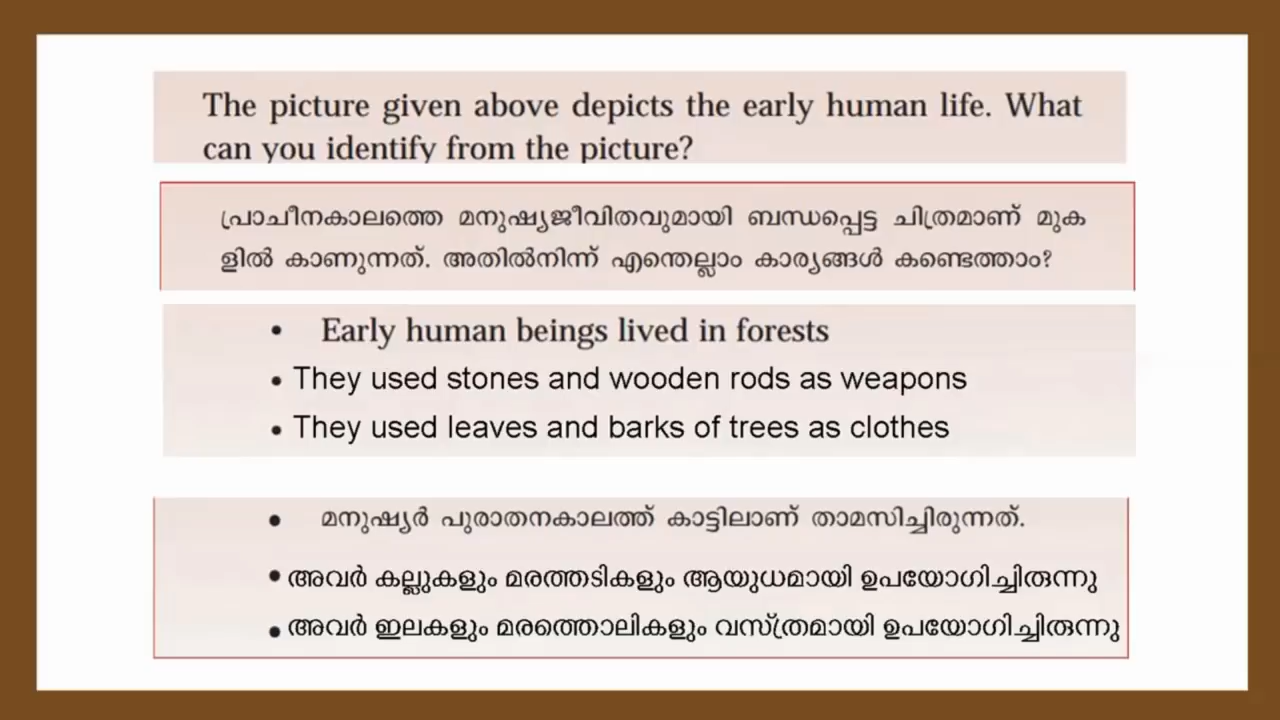 The picture given above depicts the early human life. What
can you identify from the picture?
പ്രാചീനകാലത്തെ മനുഷ്യജീവിതവുമായി ബന്ധപ്പെട്ട ചിത്രമാണ് മുക
ളിൽ കാണുന്നത്. അതിൽനിന്ന് എന്തെല്ലാം കാര്യങ്ങൾ കണ്ടെത്താം?
• Early human beings lived in forests
• They used stones and wooden rods as weapons
• They used leaves and barks of trees as clothes
• മനുഷ്യർ പുരാതനകാലത്ത് കാട്ടിലാണ് താമസിച്ചിരുന്നത്.
• അവർ കല്ലുകളും മരത്തടികളും ആയുധമായി ഉപയോഗിച്ചിരുന്നു
• അവർ ഇലകളും മരത്തൊലികളും വസ്ത്രമായി ഉപയോഗിച്ചിരുന്നു